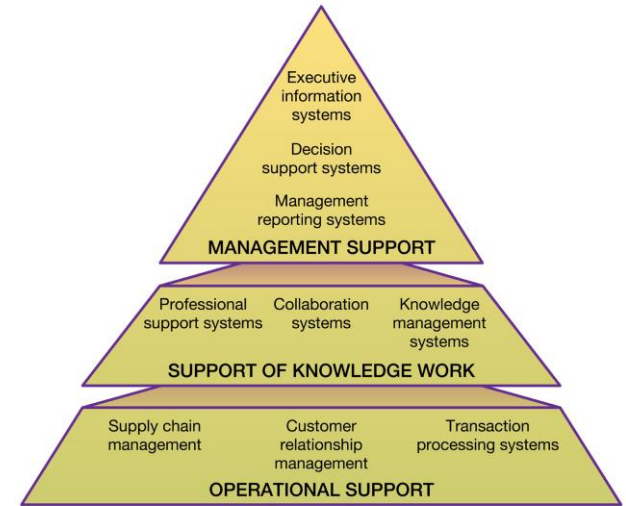 Executive
information
systems
Decision
support systems
Management
reporting systems
MANAGEMENT SUPPORT
Professional
support systems
Collaboration
systems
Knowledge
management
systems
SUPPORT OF KNOWLEDGE WORK
Supply chain
management
Customer
relationship
management
Transaction
processing systems
OPERATIONAL SUPPORT